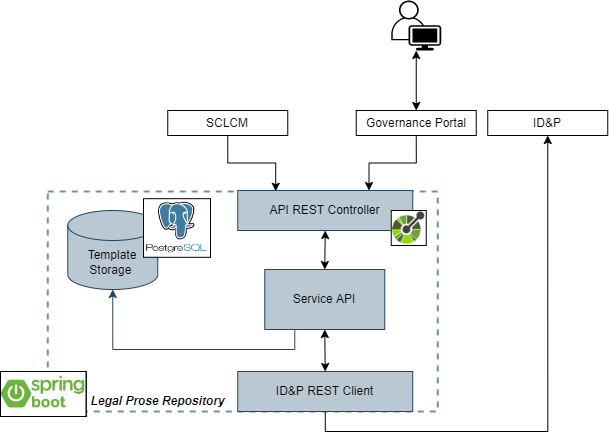 SCLCM
Governance Portal
ID&P
API REST Controller
PostgreSQL
Template
Storage
Service API
spring
boot
Legal Prose Repository
ID&P REST Client